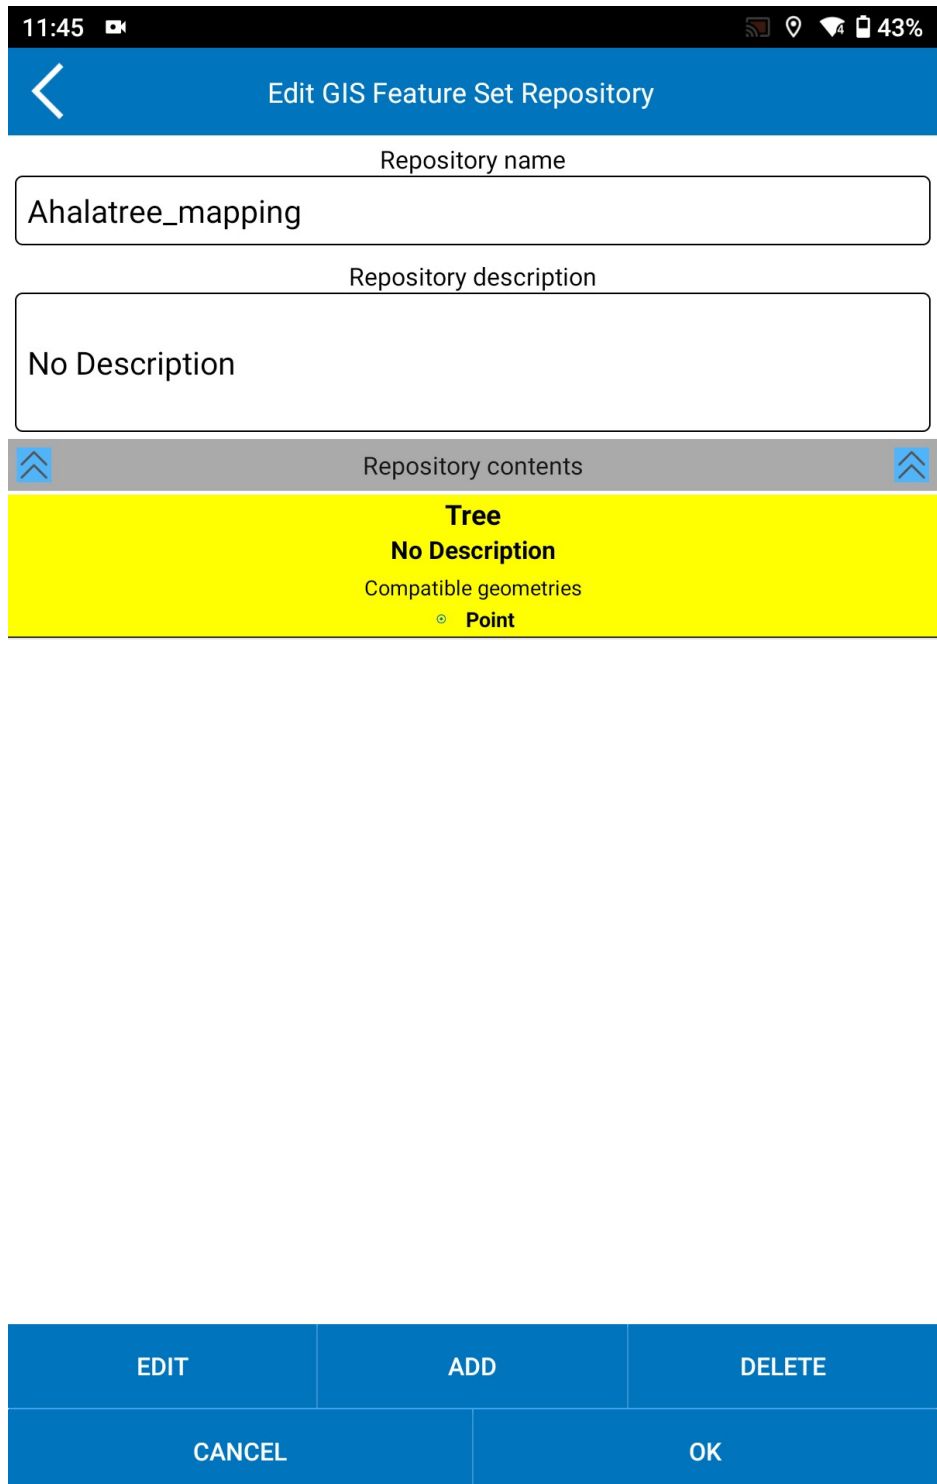 11:45 4 43%
Edit GIS Feature Set Repository
Repository name
Ahalatree_mapping
Repository description
No Description
Repository contents
Tree
No Description
Compatible geometries
Point
EDIT ADD DELETE
CANCEL OK